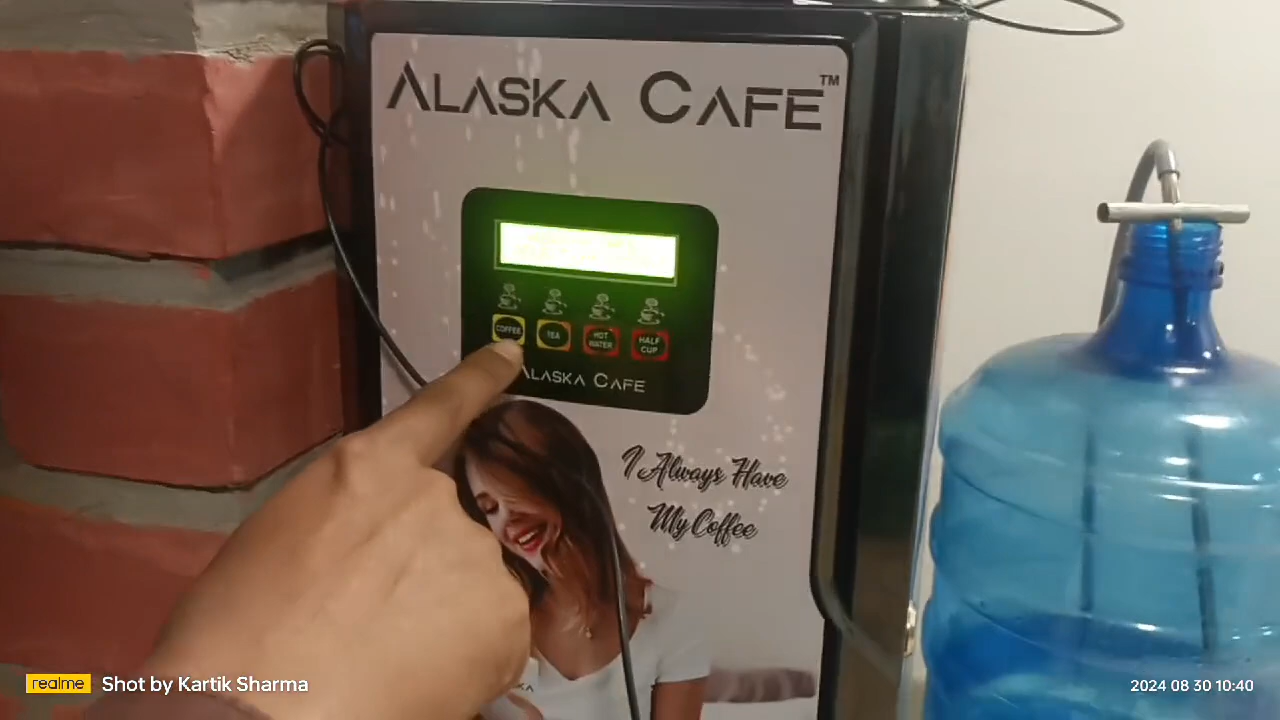 ALASKA CAFE™
COFFEE
TEA
HOT
WATER
HALF
CUP
ALASKA CAFE
I Always Have
My Coffee
realme
Shot by Kartik Sharma
2024 08 30 10:40